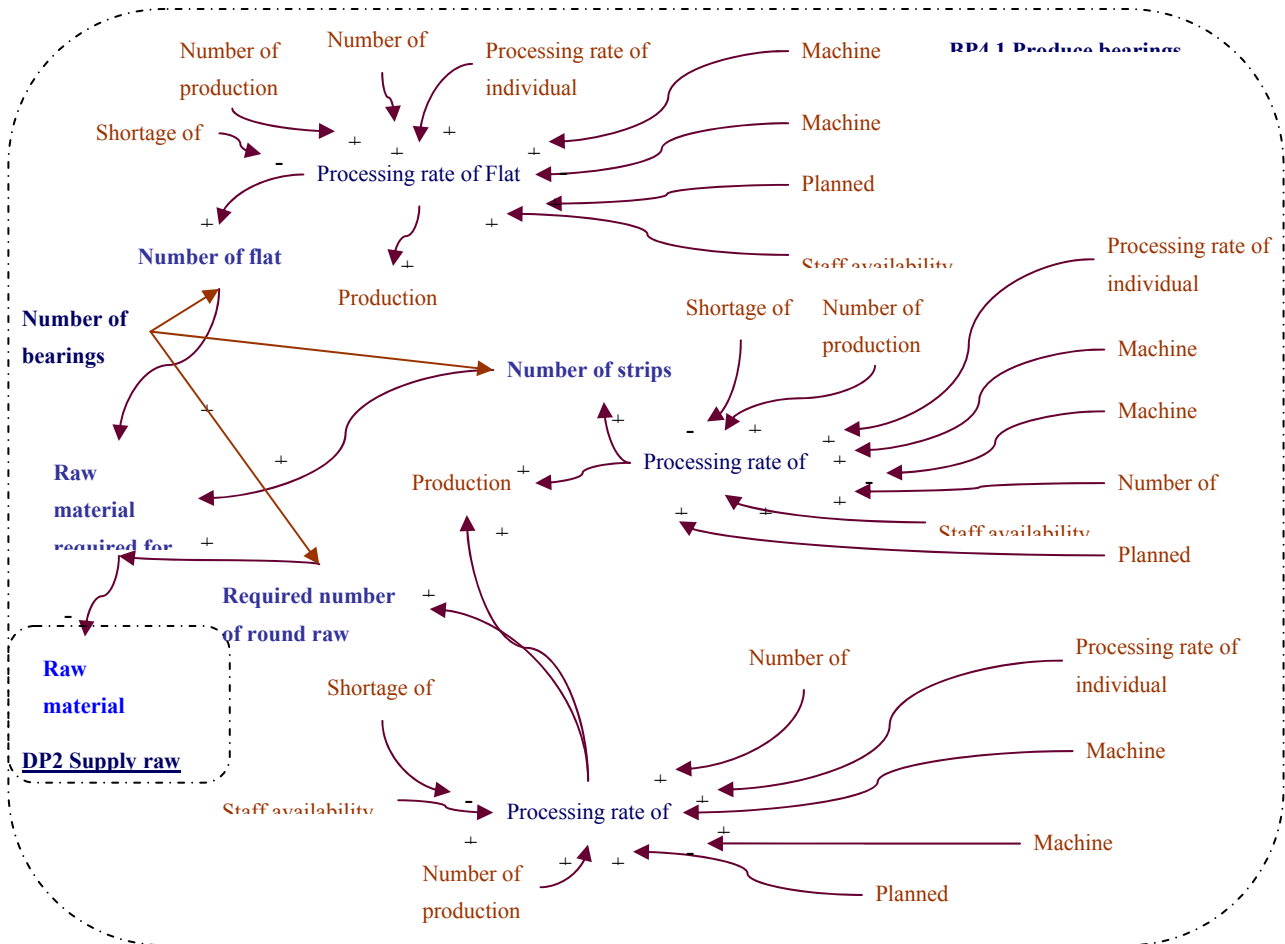 Number of
production
Number of
Processing rate of
individual
Machine
BP4.1 Produce bearings
Shortage of
+
+
+
+
Machine
-
Processing rate of Flat
-
Planned
+
+
+
Number of flat
+
Staff availability
Processing rate of
individual
Production
Shortage of
Number of
production
Number of
bearings
Machine
Number of strips
+
+
-
+
+
Machine
+
+
Processing rate of
+
Raw
material
required for
Production
-
Number of
+
+
+
+
Staff availability
+
Planned
-
Required number
of round raw
+
Raw
material
DP2 Supply raw
Shortage of
Number of
Processing rate of
individual
Machine
+
+
-
Staff availability
Processing rate of
+
+
Machine
-
+
+
Number of
production
Planned